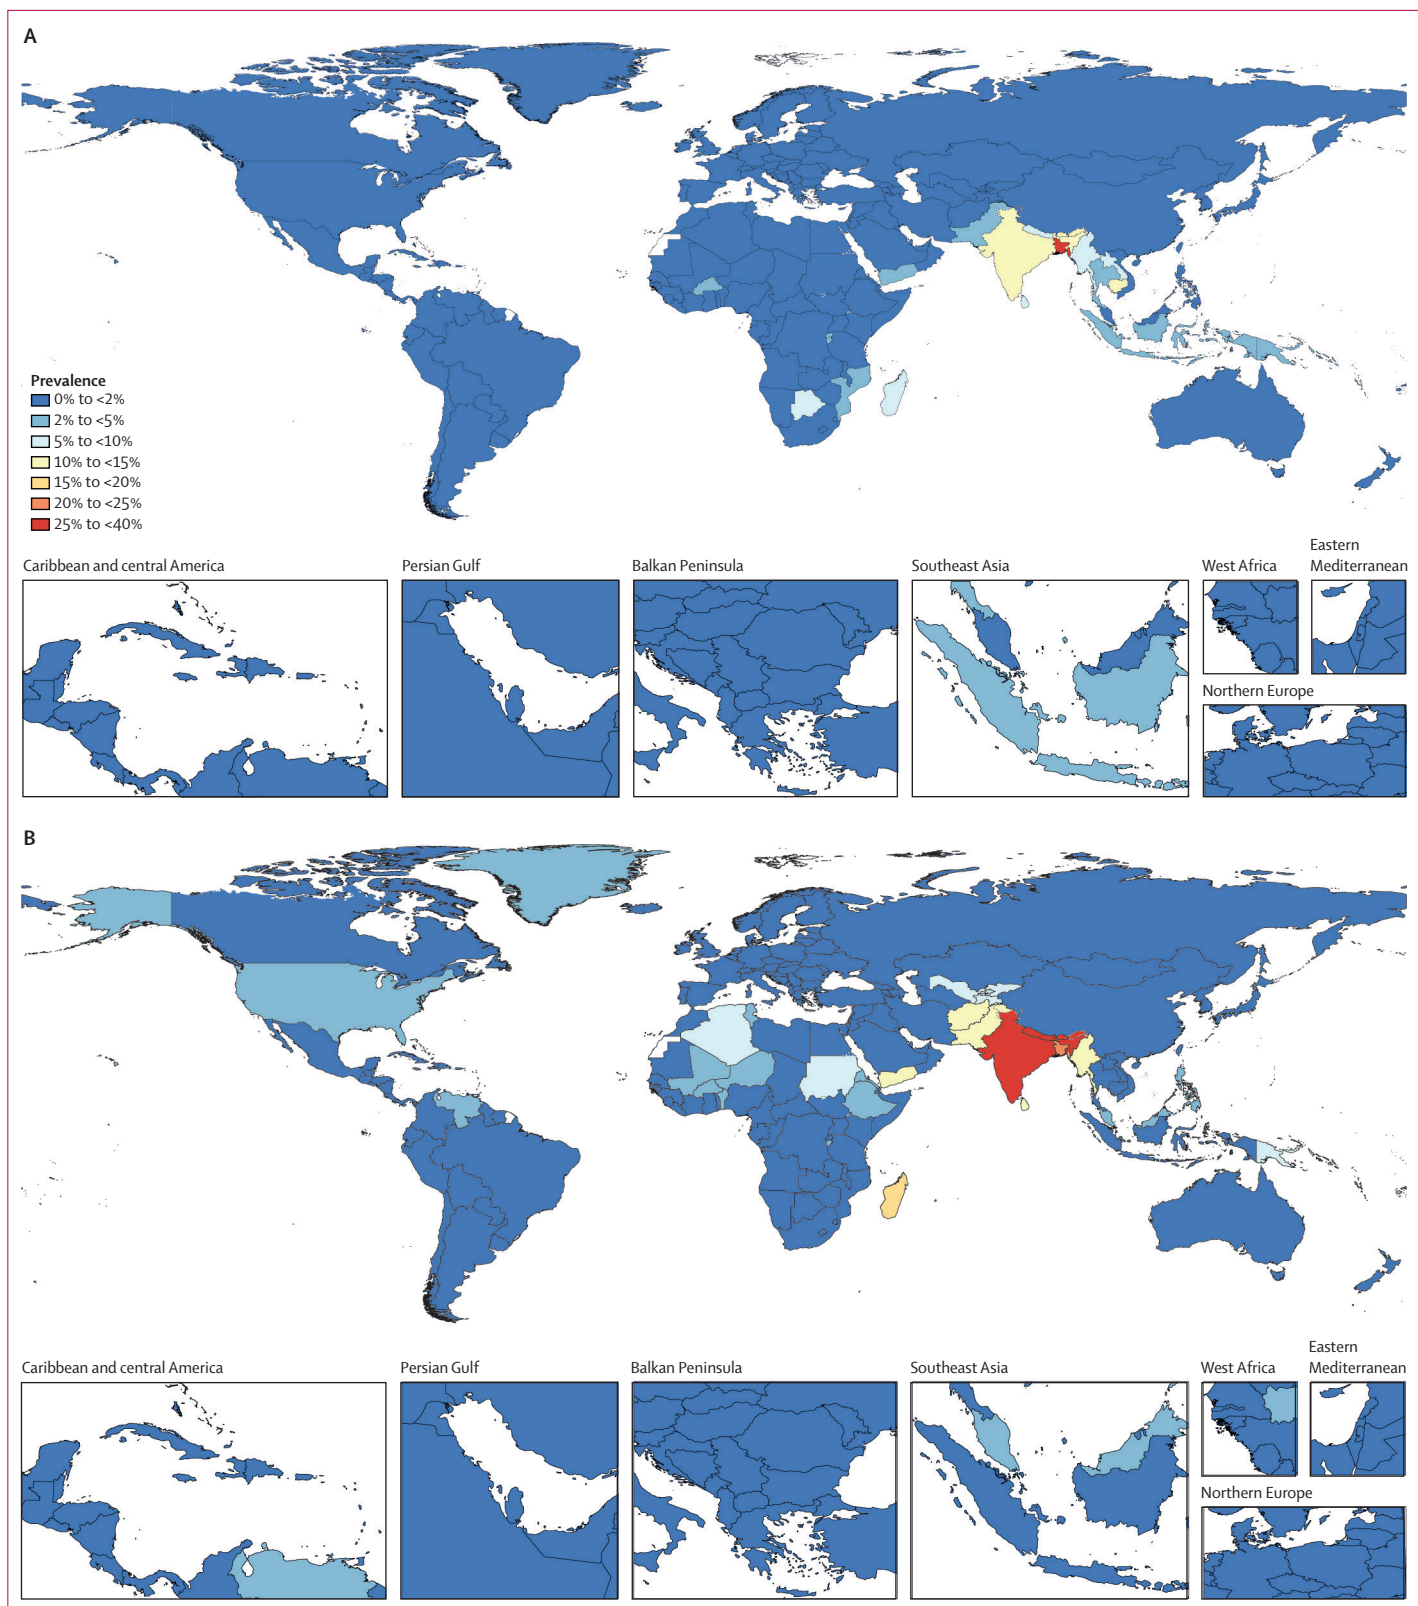 A
Prevalence
0% to <2%
2% to <5%
5% to <10%
10% to <15%
15% to <20%
20% to <25%
25% to <40%
Caribbean and central America
Persian Gulf
Balkan Peninsula
Southeast Asia
West Africa
Eastern
Mediterranean
Northern Europe
B
Caribbean and central America
Persian Gulf
Balkan Peninsula
Southeast Asia
West Africa
Eastern
Mediterranean
Northern Europe